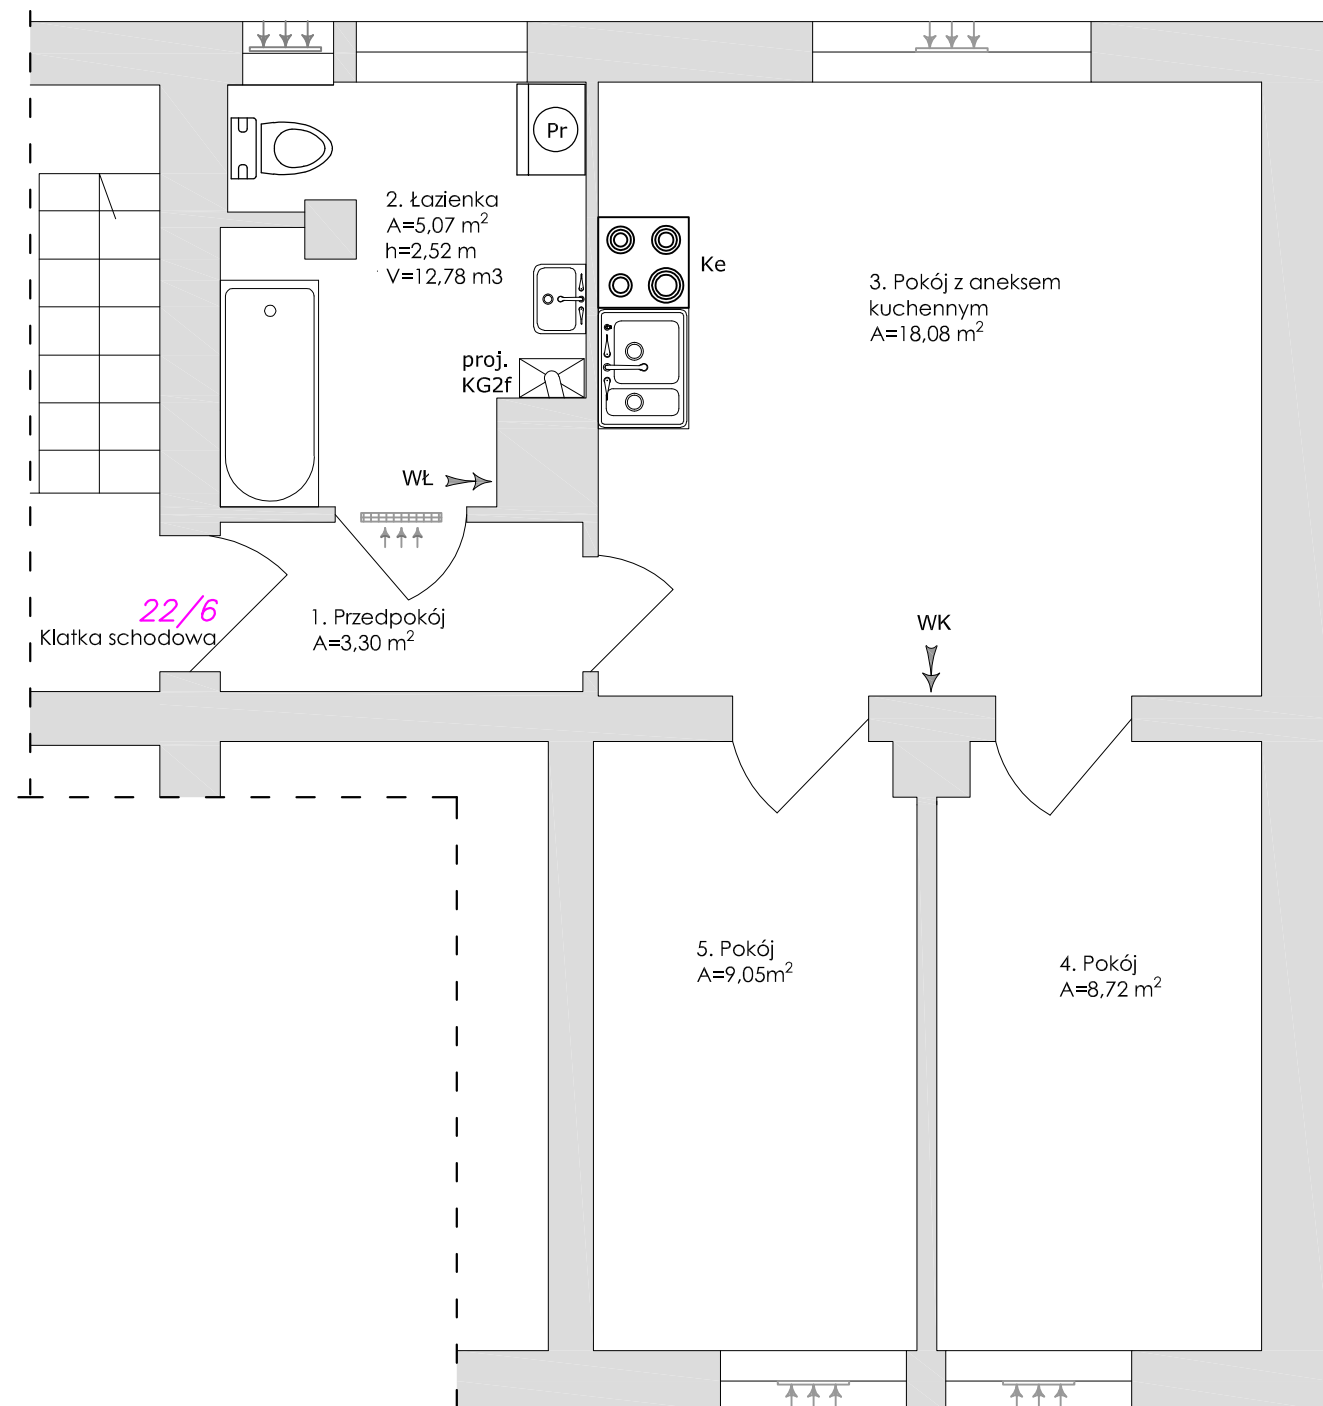 Pr
2. Łazienka
A=5,07 m²
h=2,52 m
V=12,78 m3
Ke
3. Pokój z aneksem
kuchennym
A=18,08 m²
proj.
KG2f
WŁ
22/6
Klatka schodowa
1. Przedpokój
A=3,30 m²
WK
5. Pokój
A=9,05m²
4. Pokój
A=8,72 m²